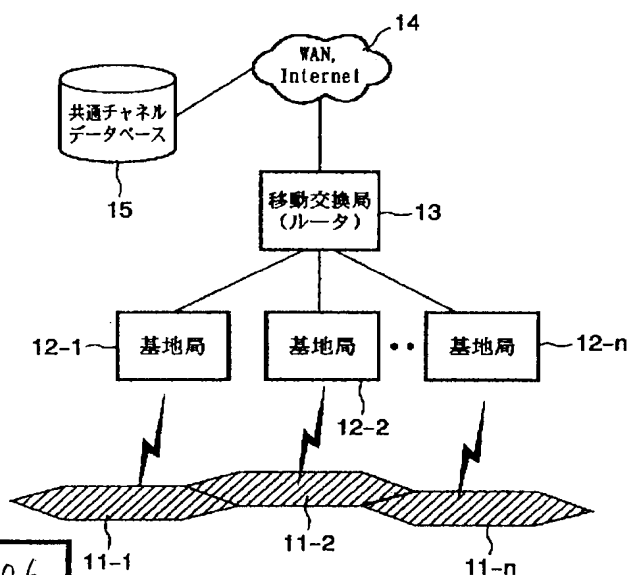 14
WAN,
Internet
共通チャネル
データベース
15
移動交換局
(ルータ)
13
12-1
基地局
基地局
基地局
12-n
12-2
11-1
11-2
11-n